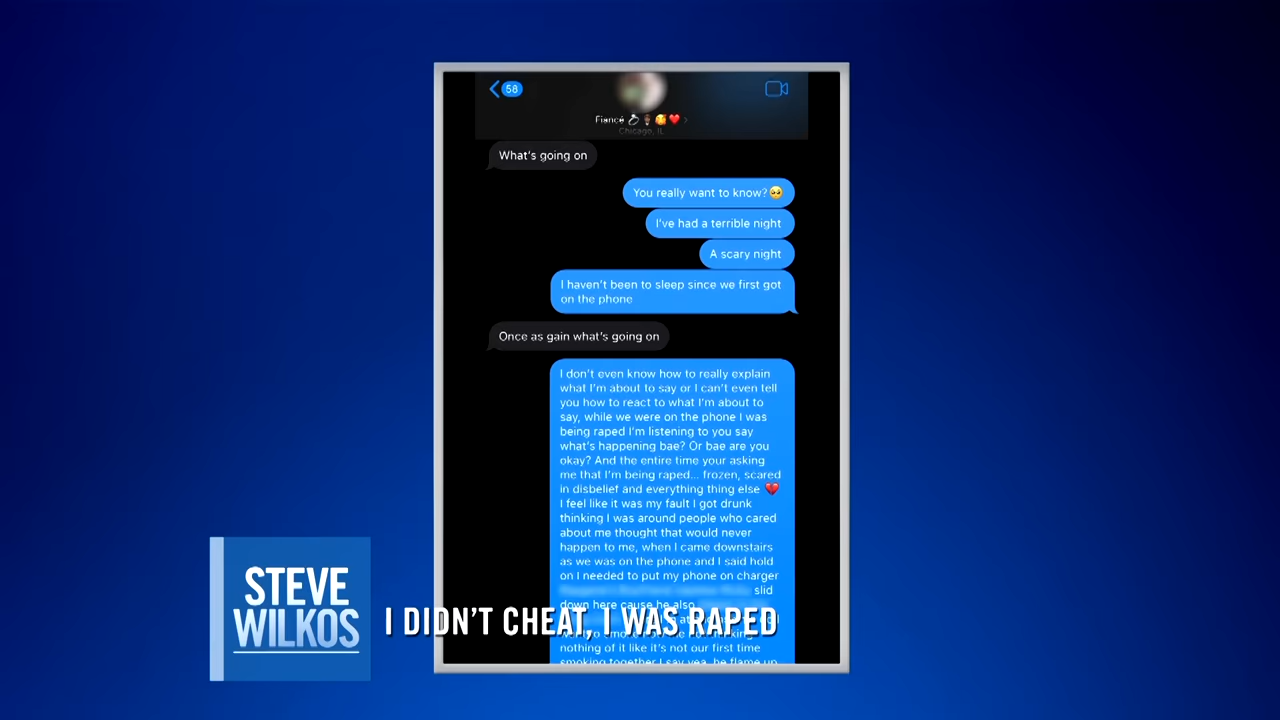 58
Fiancé
Chicago, IL
What's going on
You really want to know?
I've had a terrible night
A scary night
I haven't been to sleep since we first got
on the phone
Once as gain what's going on
I don't even know how to really explain
what I'm about to say or I can't even tell
you how to react to what I'm about to
say, while we were on the phone I was
being raped I'm listening to you say
what's happening bae? Or bae are you
okay? And the entire time your asking
me that I'm being raped... frozen, scared
in disbelief and everything thing else 💔
I feel like it was my fault I got drunk
thinking I was around people who cared
about me thought that would never
happen to me, when I came downstairs
as we was on the phone and I said hold
on I needed to put my phone on charger
slid
down here cause he also
nothing of it like it's not our first time
smoking together I say yea, he flame up
STEVE
WILKOS
I DIDN'T CHEAT, I WAS RAPED